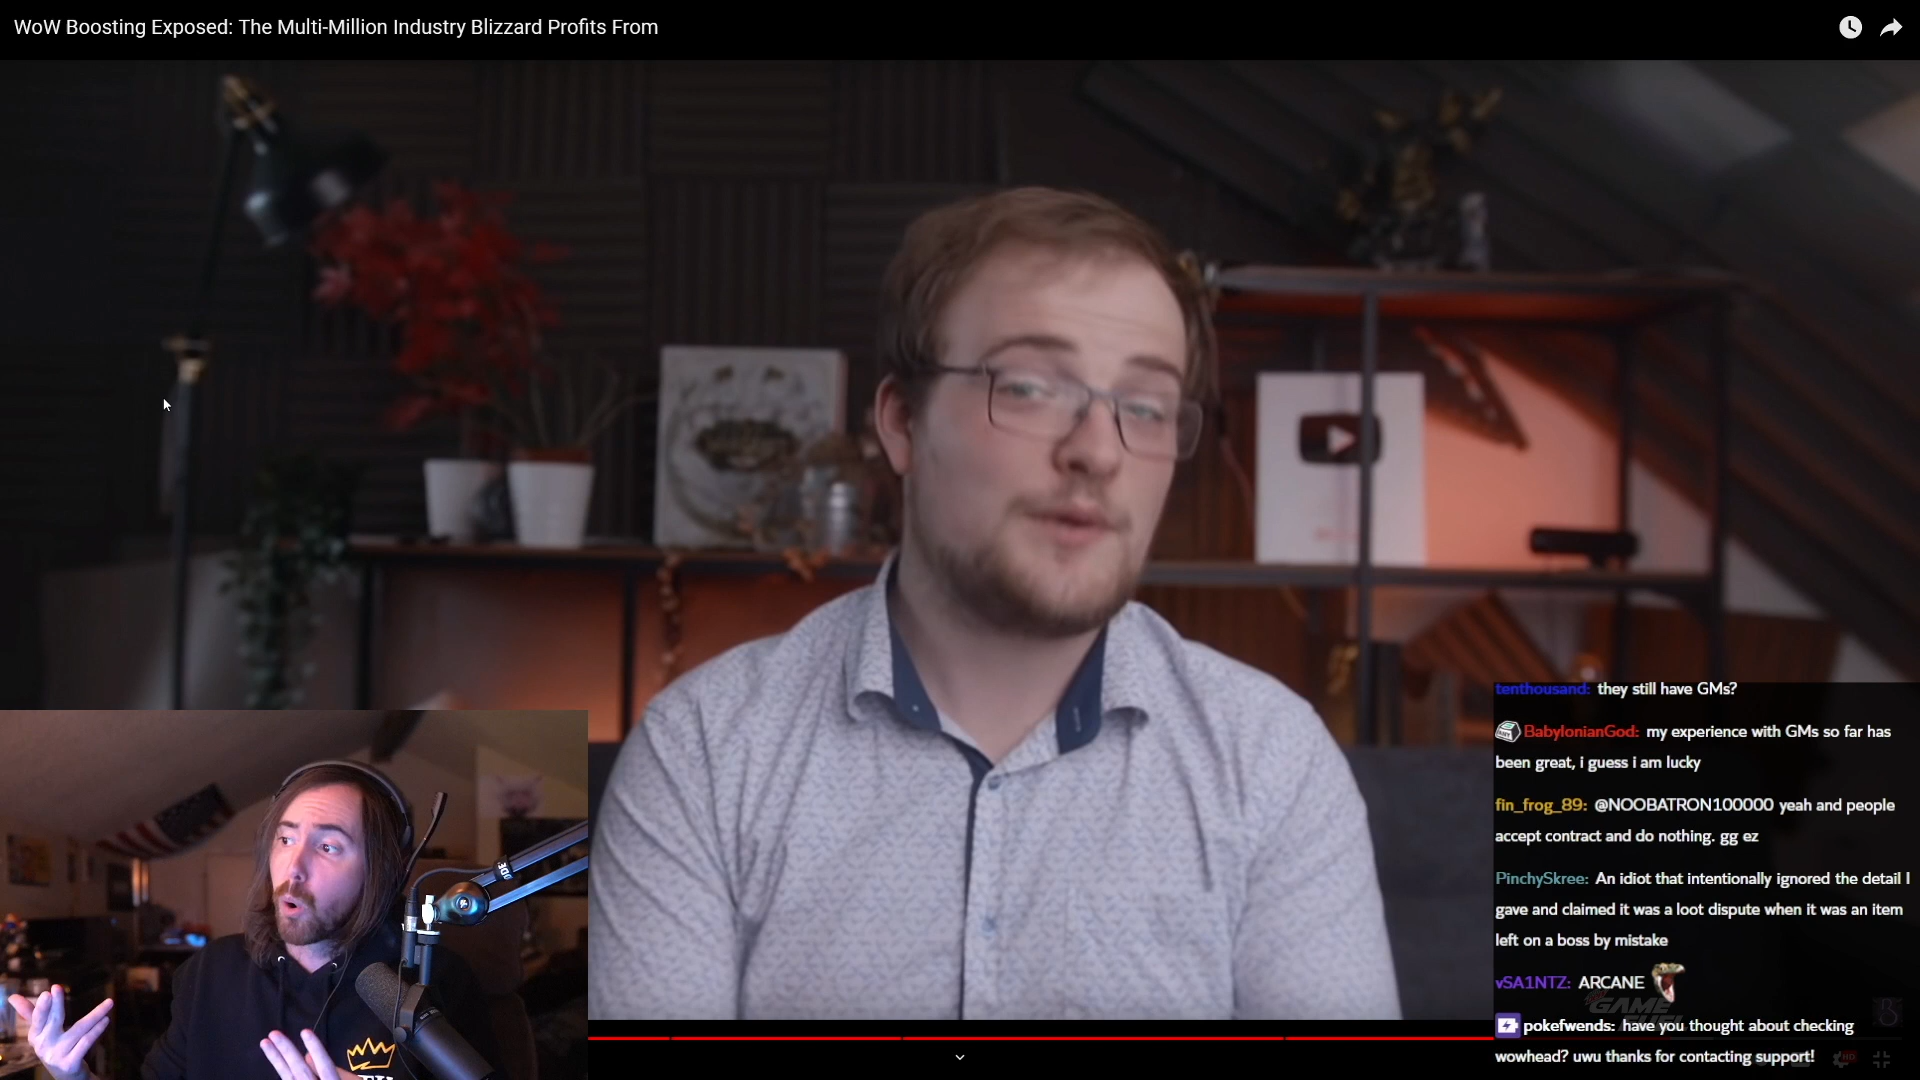 WoW Boosting Exposed: The Multi-Million Industry Blizzard Profits From
tenthousand: they still have GMs?
BabylonianGod: my experience with GMs so far has
been great, i guess i am lucky
fin_frog_89: @NOOBATRON100000 yeah and people
accept contract and do nothing. gg ez
PinchySkree: An idiot that intentionally ignored the detail I
gave and claimed it was a loot dispute when it was an item
left on a boss by mistake
vSA1NTZ: ARCANE
GAME
FUEL
pokefwends: have you thought about checking
wowhead? uwu thanks for contacting support!
HD